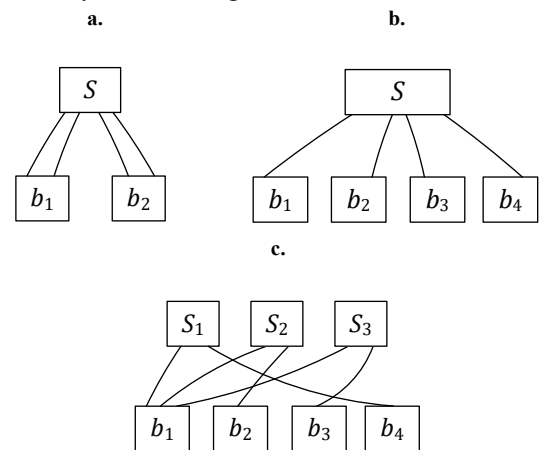 a. b.
S S
b₁ b₂ b₁ b₂ b₃ b₄
c.
S₁ S₂ S₃
b₁ b₂ b₃ b₄